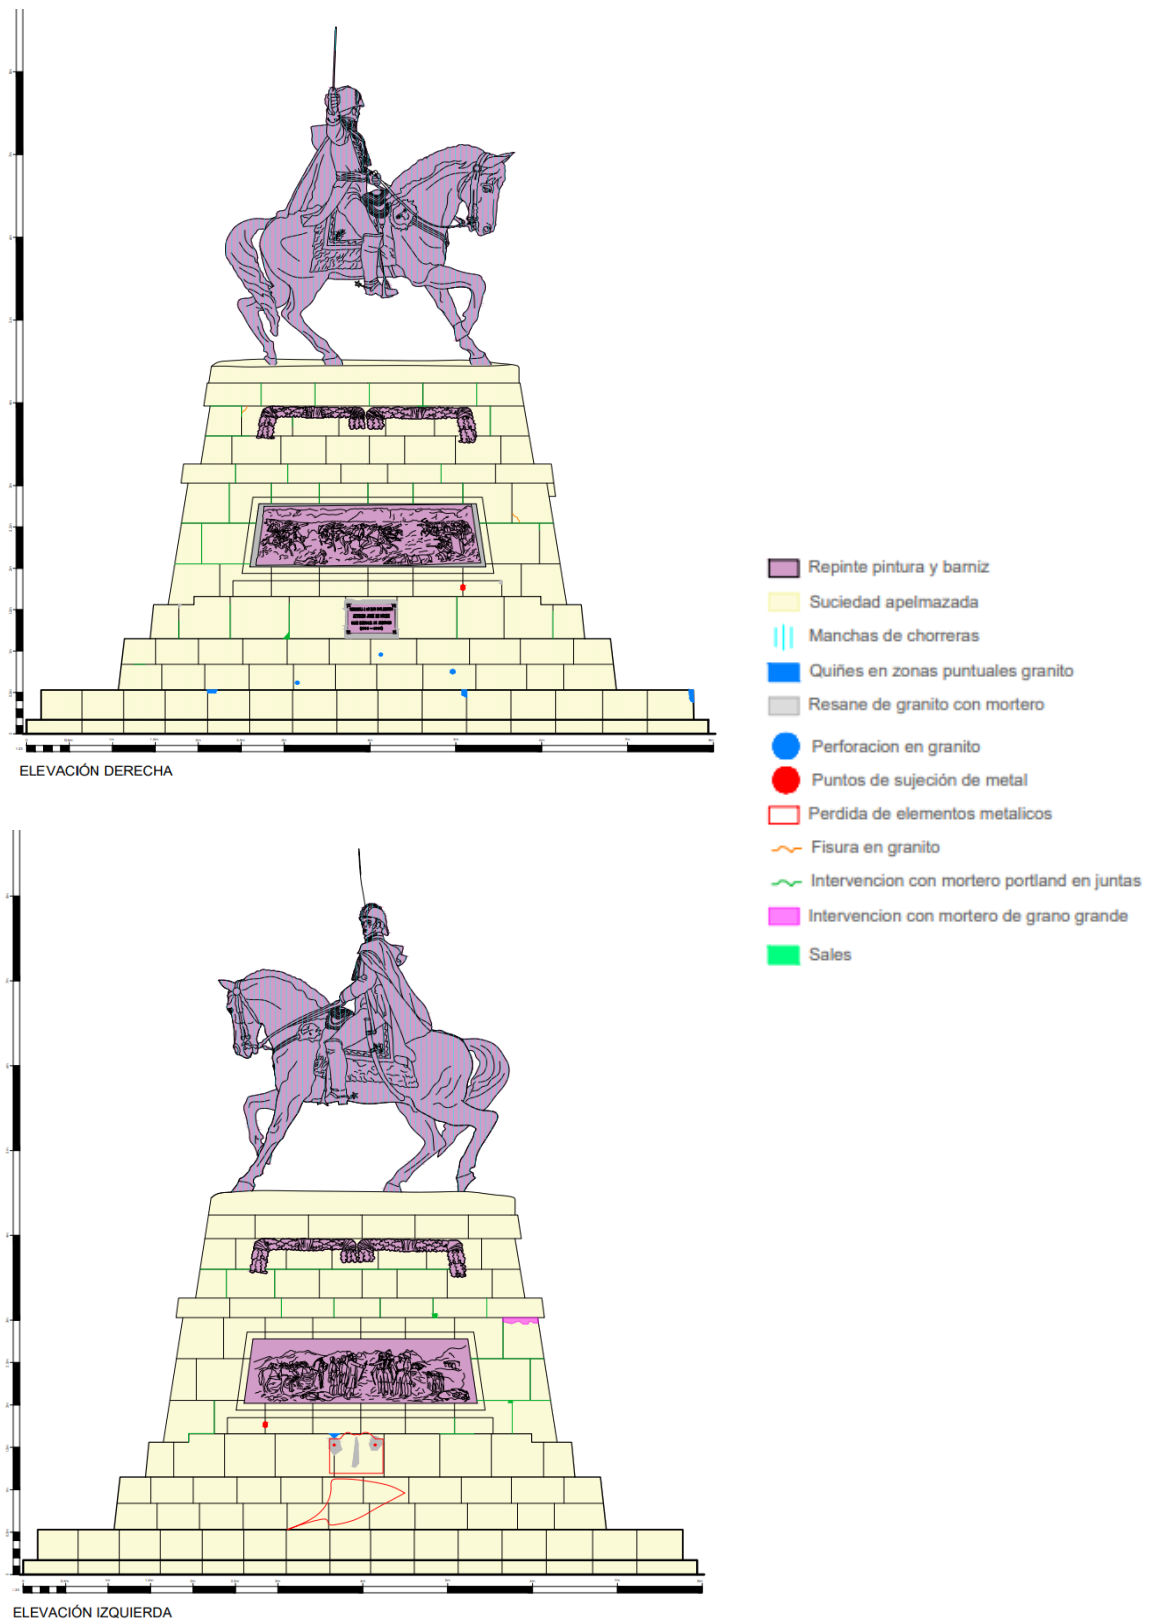 ELEVACIÓN DERECHA
Repinte pintura y barniz
Suciedad apelmazada
Manchas de chorreras
Quiñes en zonas puntuales granito
Resane de granito con mortero
Perforacion en granito
Puntos de sujeción de metal
Perdida de elementos metalicos
Fisura en granito
Intervencion con mortero portland en juntas
Intervencion con mortero de grano grande
Sales
ELEVACIÓN IZQUIERDA